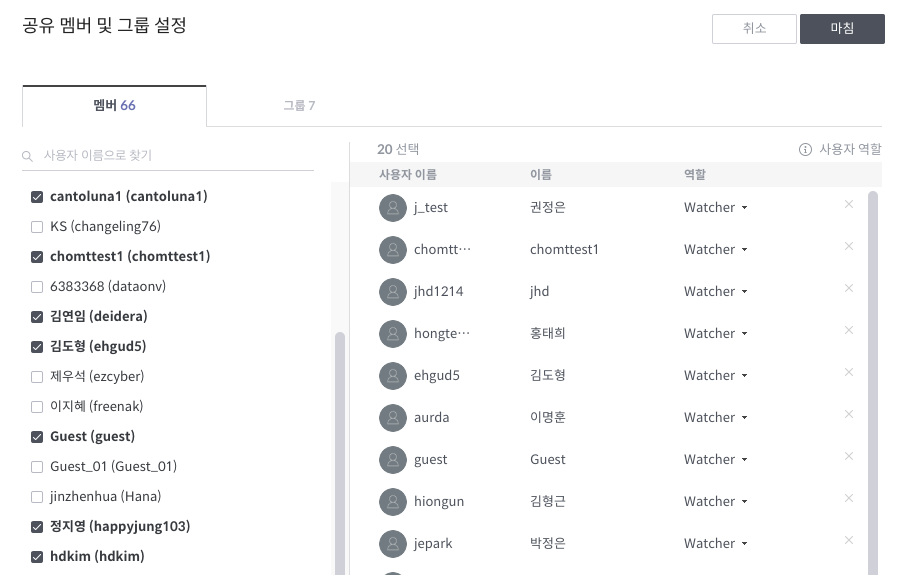 공유 멤버 및 그룹 설정
취소
마침
멤버 66
그룹 7
사용자 이름으로 찾기
cantoluna1 (cantoluna1)
KS (changeling76)
chomttest1 (chomttest1)
6383368 (dataonv)
김연임 (deidera)
김도형 (ehgud5)
제우석 (ezcyber)
이지혜 (freenak)
Guest (guest)
Guest_01 (Guest_01)
jinzhenhua (Hana)
정지영 (happyjung103)
hdkim (hdkim)
20 선택
사용자 역할
사용자 이름 이름 역할
j_test 권정은 Watcher
chomtt··· chomttest1 Watcher
jhd1214 jhd Watcher
hongte··· 홍태희 Watcher
ehgud5 김도형 Watcher
aurda 이명훈 Watcher
guest Guest Watcher
hiongun 김형근 Watcher
jepark 박정은 Watcher